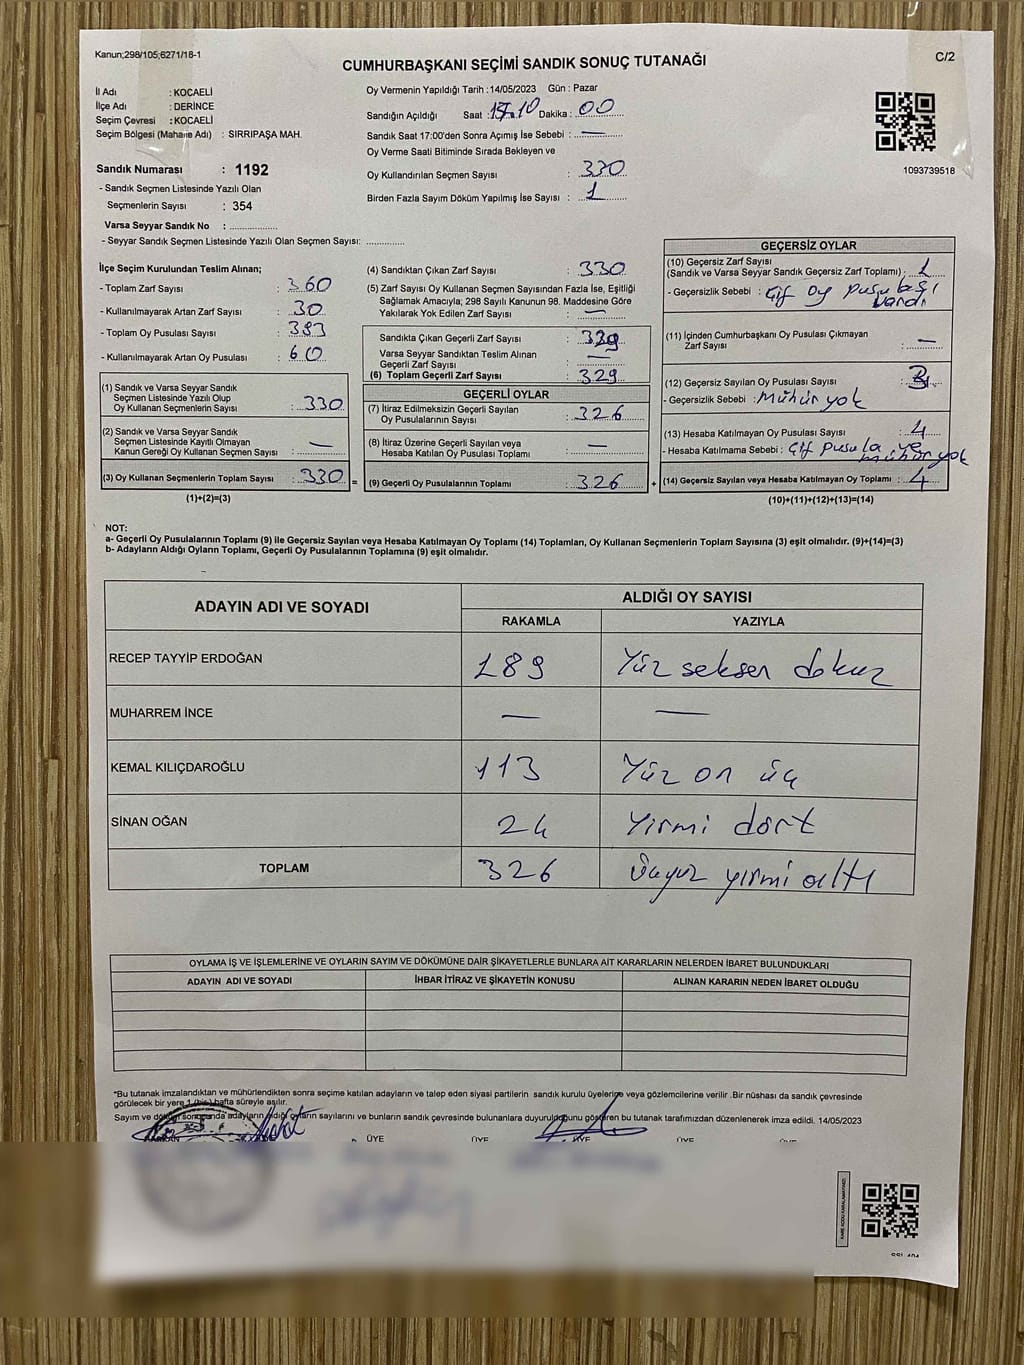 Kanun;298/105;6271/18-1
C/2
CUMHURBAŞKANI SEÇİMİ SANDIK SONUÇ TUTANAĞI
İl Adı : KOCAELİ
İlçe Adı : DERİNCE
Seçim Çevresi : KOCAELİ
Seçim Bölgesi (Mahalle Adı) : SIRRIPAŞA MAH.
Sandık Numarası : 1192
- Sandık Seçmen Listesinde Yazılı Olan
Seçmenlerin Sayısı : 354
Varsa Seyyar Sandık No : ..................
- Seyyar Sandık Seçmen Listesinde Yazılı Olan Seçmen Sayısı: ..............
Oy Vermenin Yapıldığı Tarih : 14/05/2023 Gün : Pazar
Sandığın Açıldığı Saat : Dakika : 00
Sandık Saat 17:00'den Sonra Açmış İse Sebebi : —
Oy Verme Saati Bitiminde Sırada Bekleyen ve
Oy Kullandırılan Seçmen Sayısı : 330
Birden Fazla Sayım Döküm Yapılmış İse Sayısı : 1
1093739518
İlçe Seçim Kurulundan Teslim Alınan;
- Toplam Zarf Sayısı : 360
- Kullanılmayarak Artan Zarf Sayısı : 30
- Toplam Oy Pusulası Sayısı : 393
- Kullanılmayarak Artan Oy Pusulası : 60
(1) Sandık ve Varsa Seyyar Sandık
Seçmen Listesinde Yazılı Olup
Oy Kullanan Seçmenlerin Sayısı : 330
(2) Sandık ve Varsa Seyyar Sandık
Seçmen Listesinde Kayıtlı Olmayan
Kanun Gereği Oy Kullanan Seçmen Sayısı : —
(3) Oy Kullanan Seçmenlerin Toplam Sayısı : 330 =
(1)+(2)=(3)
(4) Sandıktan Çıkan Zarf Sayısı : 330
(5) Zarf Sayısı Oy Kullanan Seçmen Sayısından Fazla İse, Eşitliği
Sağlamak Amacıyla; 298 Sayılı Kanunun 98. Maddesine Göre
Yakılarak Yok Edilen Zarf Sayısı : —
Sandıkta Çıkan Geçerli Zarf Sayısı : 329
Varsa Seyyar Sandıktan Teslim Alınan
Geçerli Zarf Sayısı : —
(6) Toplam Geçerli Zarf Sayısı : 329
GEÇERLİ OYLAR
(7) İtiraz Edilmeksizin Geçerli Sayılan
Oy Pusulalarının Sayısı : 326
(8) İtiraz Üzerine Geçerli Sayılan veya
Hesaba Katılan Oy Pusulası Toplamı : —
(9) Geçerli Oy Pusulalarının Toplamı : 326 +
GEÇERSİZ OYLAR
(10) Geçersiz Zarf Sayısı
(Sandık ve Varsa Seyyar Sandık Geçersiz Zarf Toplamı) : 1
- Geçersizlik Sebebi : Çif oy pusulası
vardı
(11) İçinden Cumhurbaşkanı Oy Pusulası Çıkmayan
Zarf Sayısı : —
(12) Geçersiz Sayılan Oy Pusulası Sayısı : 3
- Geçersizlik Sebebi : Mühür yok
(13) Hesaba Katılmayan Oy Pusulası Sayısı : 4
- Hesaba Katılmama Sebebi : Çif pusula ve
mühür yok
(14) Geçersiz Sayılan veya Hesaba Katılmayan Oy Toplamı : 4
(10)+(11)+(12)+(13)=(14)
NOT:
a- Geçerli Oy Pusulalarının Toplamı (9) ile Geçersiz Sayılan veya Hesaba Katılmayan Oy Toplamı (14) Toplamları, Oy Kullanan Seçmenlerin Toplam Sayısına (3) eşit olmalıdır. (9)+(14)=(3)
b- Adayların Aldığı Oyların Toplamı, Geçerli Oy Pusulalarının Toplamına (9) eşit olmalıdır.
ADAYIN ADI VE SOYADI
ALDIĞI OY SAYISI
RAKAMLA YAZIYLA
RECEP TAYYİP ERDOĞAN 189 Yüz seksen dokuz
MUHARREM İNCE — —
KEMAL KILIÇDAROĞLU 113 Yüz on üç
SİNAN OĞAN 24 Yirmi dört
TOPLAM 326 Üçyüz yirmi altı
OYLAMA İŞ VE İŞLEMLERİNE VE OYLARIN SAYIM VE DÖKÜMÜNE DAİR ŞİKAYETLERLE BUNLARA AİT KARARLARIN NELERDEN İBARET BULUNDUKLARI
ADAYIN ADI VE SOYADI İHBAR İTİRAZ VE ŞİKAYETİN KONUSU ALINAN KARARIN NEDEN İBARET OLDUĞU
*Bu tutanak imzalandıktan ve mühürlendikten sonra seçime katılan adayların ve talep eden siyasi partilerin sandık kurulu üyelerine veya gözlemcilerine verilir .Bir nüshası da sandık çevresinde
görülecek bir yere 1 (bir) hafta süreyle asılır.
Sayım ve döküm sonucunda adayların aldığı oyların sayılarını ve bunların sandık çevresinde bulunanlara duyurulduğunu gösteren bu tutanak tarafımızdan düzenlenerek imza edildi. 14/05/2023
ÜYE ÜYE ÜYE ÜYE